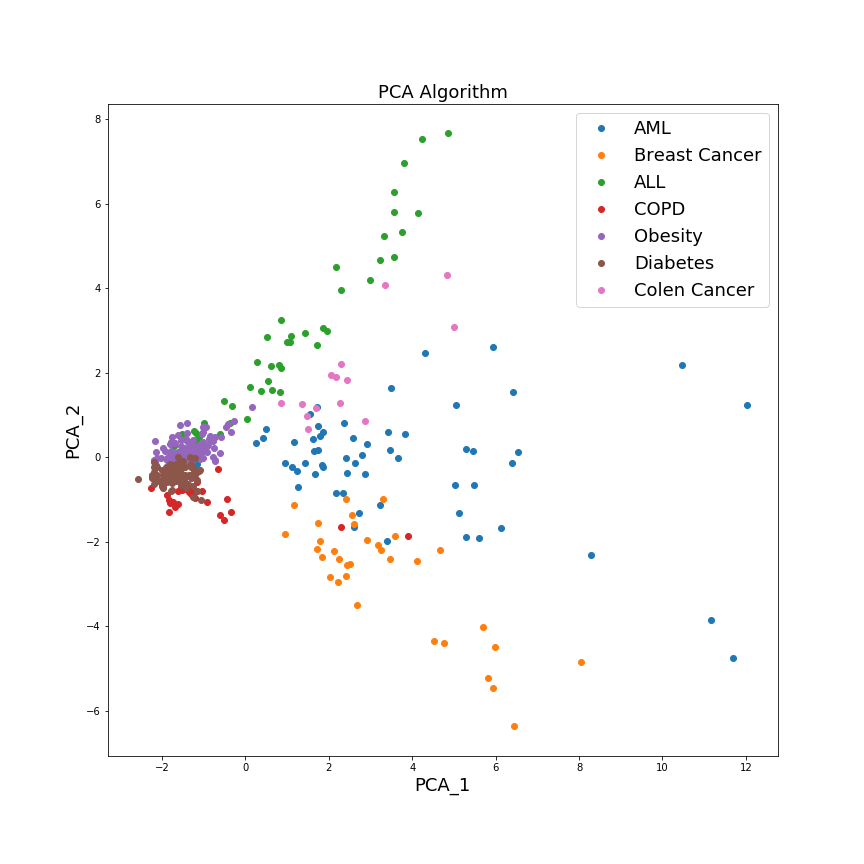 PCA Algorithm
AML
Breast Cancer
ALL
COPD
Obesity
Diabetes
Colen Cancer
8
6
4
2
0
−2
−4
−6
PCA_2
−2 0 2 4 6 8 10 12
PCA_1